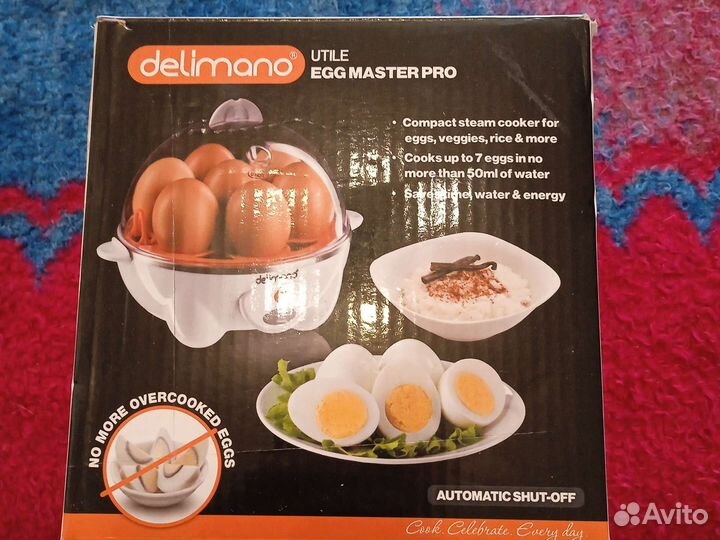 delimano®
UTILE
EGG MASTER PRO
• Compact steam cooker for
eggs, veggies, rice & more
• Cooks up to 7 eggs in no
more than 50ml of water
• Saves time, water & energy
delimano
NO MORE OVERCOOKED EGGS
AUTOMATIC SHUT-OFF
Cook. Celebrate. Every day.
Avito